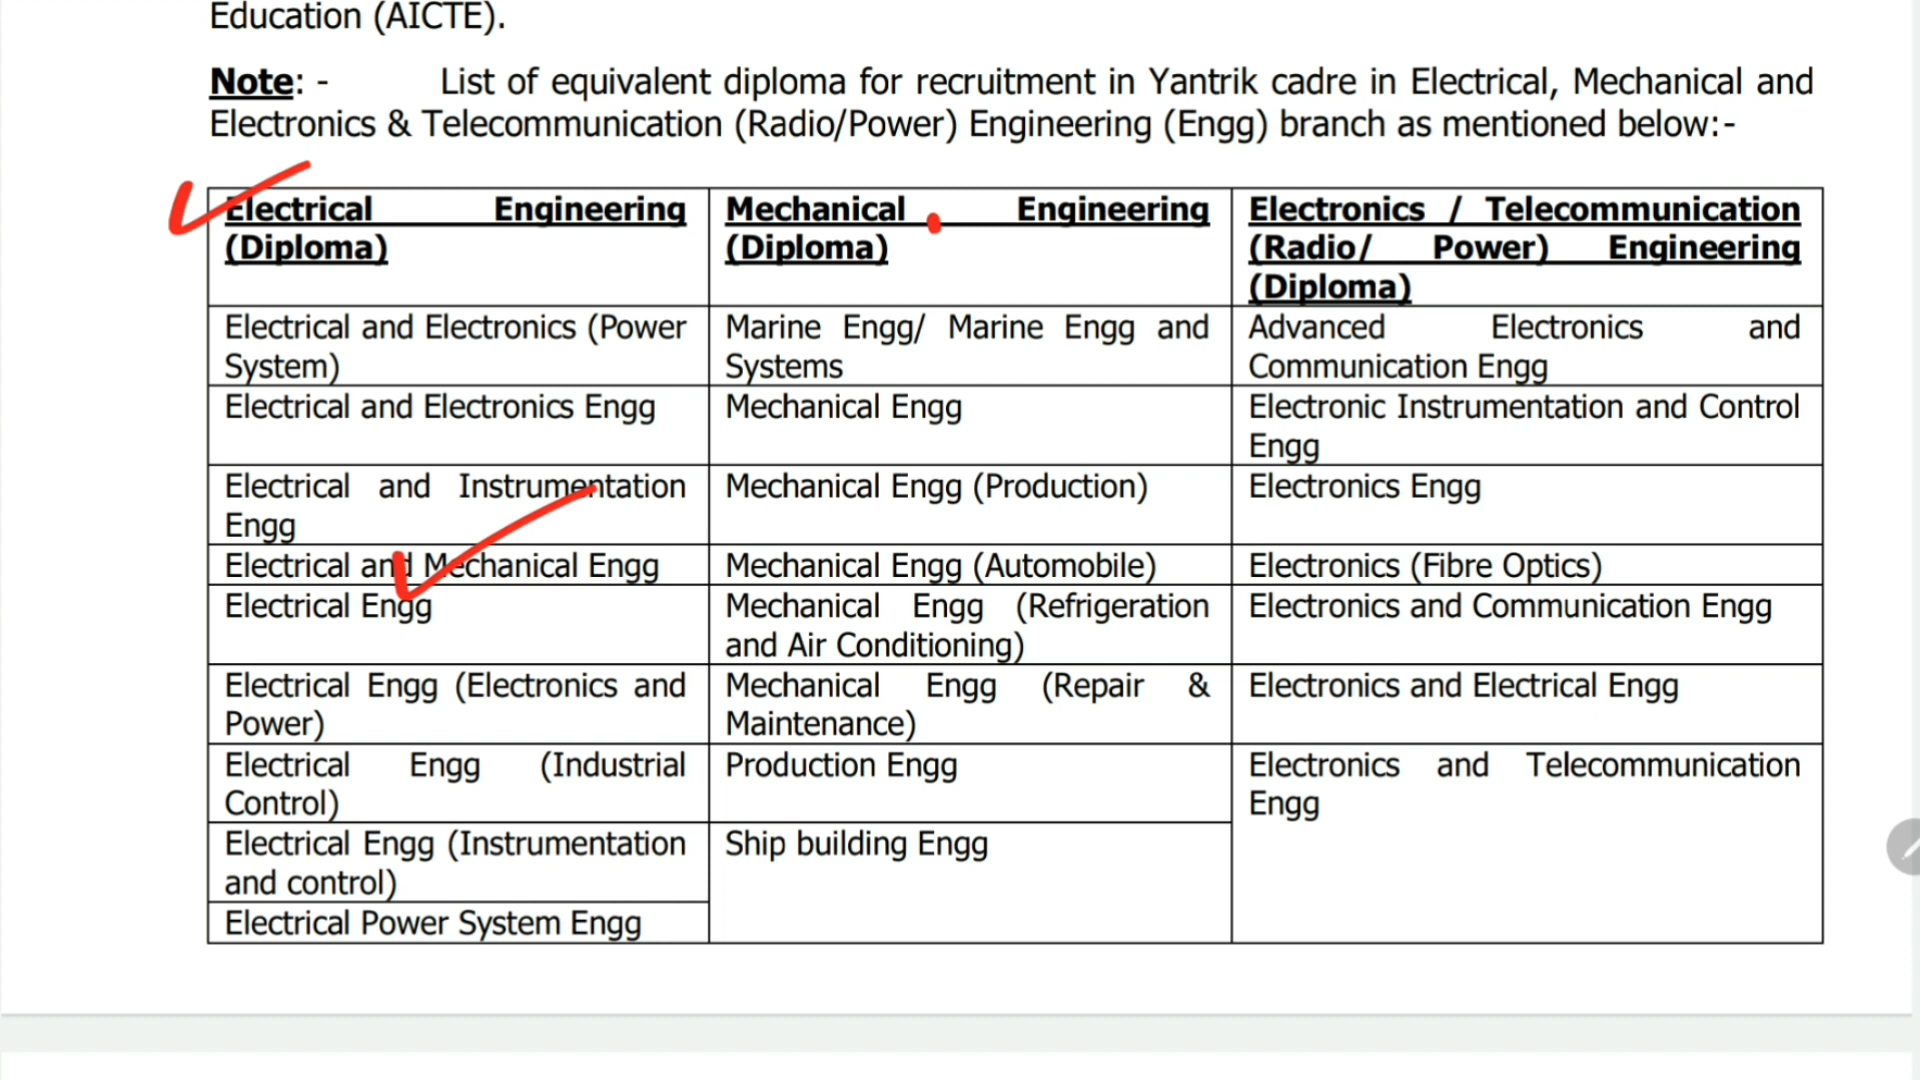 Education (AICTE).
Note: - List of equivalent diploma for recruitment in Yantrik cadre in Electrical, Mechanical and
Electronics & Telecommunication (Radio/Power) Engineering (Engg) branch as mentioned below:-
Electrical Engineering
(Diploma)
Mechanical Engineering
(Diploma)
Electronics / Telecommunication
(Radio/ Power) Engineering
(Diploma)
Electrical and Electronics (Power
System)
Marine Engg/ Marine Engg and
Systems
Advanced Electronics and
Communication Engg
Electrical and Electronics Engg
Mechanical Engg
Electronic Instrumentation and Control
Engg
Electrical and Instrumentation
Engg
Mechanical Engg (Production)
Electronics Engg
Electrical and Mechanical Engg
Mechanical Engg (Automobile)
Electronics (Fibre Optics)
Electrical Engg
Mechanical Engg (Refrigeration
and Air Conditioning)
Electronics and Communication Engg
Electrical Engg (Electronics and
Power)
Mechanical Engg (Repair &
Maintenance)
Electronics and Electrical Engg
Electrical Engg (Industrial
Control)
Production Engg
Electronics and Telecommunication
Engg
Electrical Engg (Instrumentation
and control)
Ship building Engg
Electrical Power System Engg